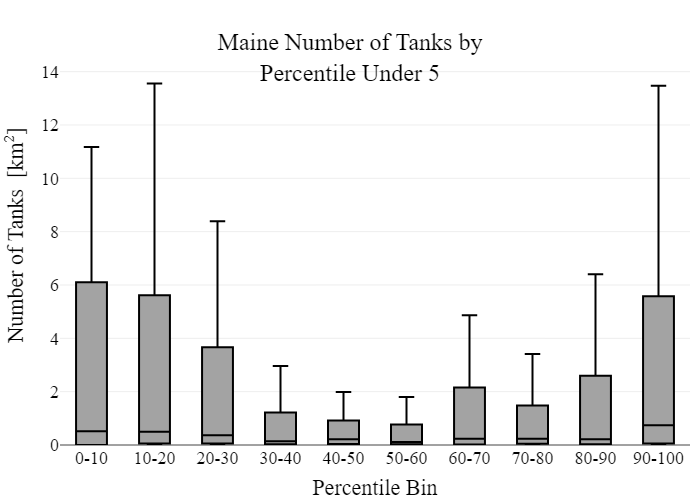 Maine Number of Tanks by
Percentile Under 5
Number of Tanks [km²]
14
12
10
8
6
4
2
0
0-10 10-20 20-30 30-40 40-50 50-60 60-70 70-80 80-90 90-100
Percentile Bin